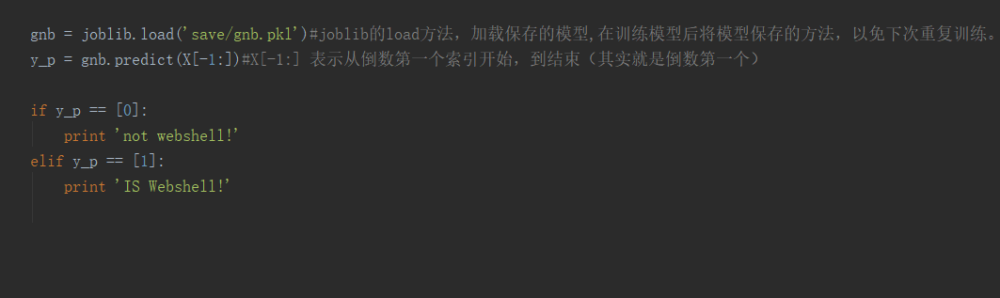 gnb = joblib.load('save/gnb.pkl')#joblib的load方法，加载保存的模型,在训练模型后将模型保存的方法，以免下次重复训练。
y_p = gnb.predict(X[-1:])#X[-1:] 表示从倒数第一个索引开始，到结束（其实就是倒数第一个）
if y_p == [0]:
    print 'not webshell!'
elif y_p == [1]:
    print 'IS Webshell!'